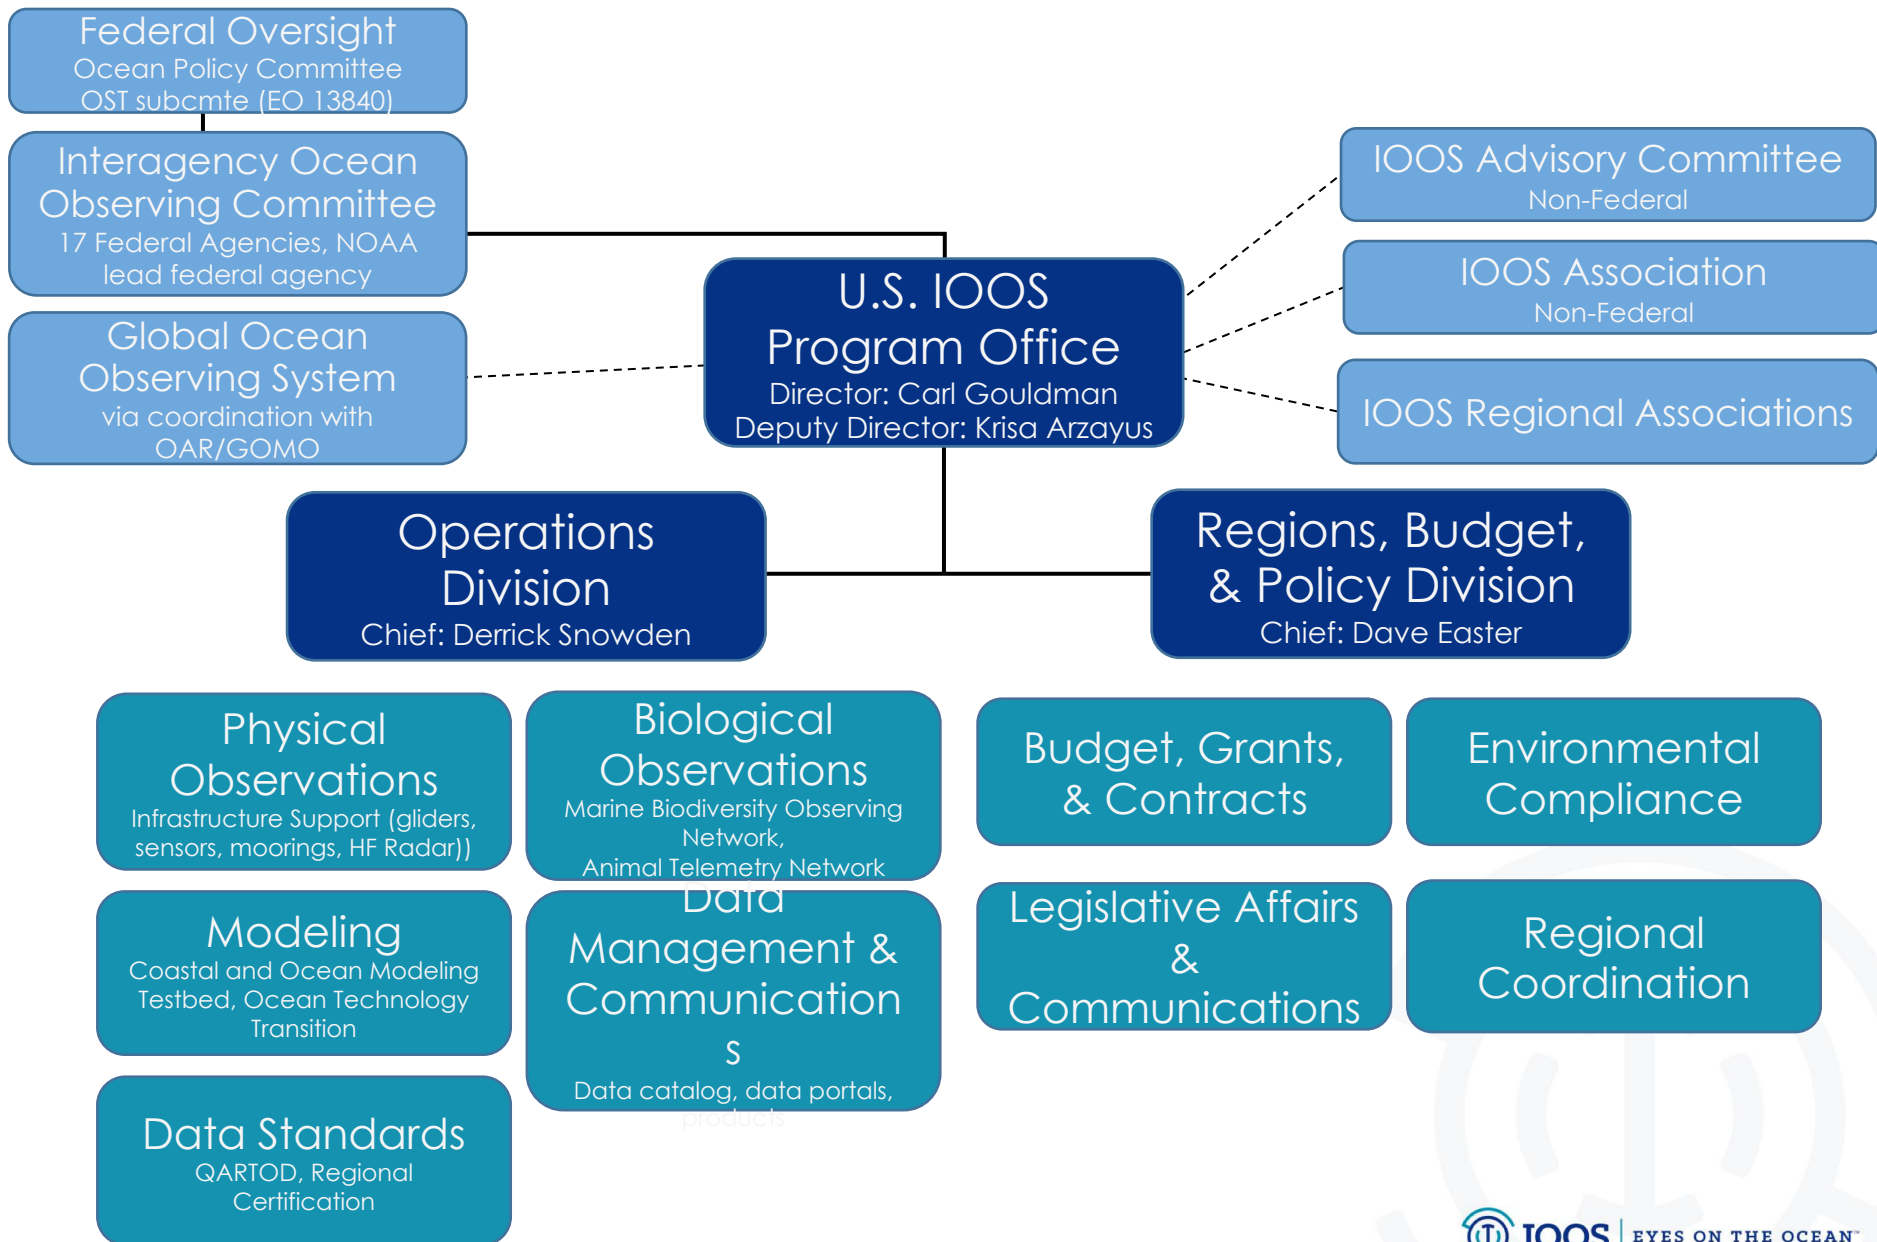 Federal Oversight
Ocean Policy Committee
OST subcmte (EO 13840)
Interagency Ocean
Observing Committee
17 Federal Agencies, NOAA
lead federal agency
Global Ocean
Observing System
via coordination with
OAR/GOMO
U.S. IOOS
Program Office
Director: Carl Gouldman
Deputy Director: Krisa Arzayus
IOOS Advisory Committee
Non-Federal
IOOS Association
Non-Federal
IOOS Regional Associations
Operations
Division
Chief: Derrick Snowden
Regions, Budget,
& Policy Division
Chief: Dave Easter
Physical
Observations
Infrastructure Support (gliders,
sensors, moorings, HF Radar))
Biological
Observations
Marine Biodiversity Observing
Network,
Animal Telemetry Network
Modeling
Coastal and Ocean Modeling
Testbed, Ocean Technology
Transition
Data
Management &
Communication
s
Data catalog, data portals,
products
Data Standards
QARTOD, Regional
Certification
Budget, Grants,
& Contracts
Environmental
Compliance
Legislative Affairs
&
Communications
Regional
Coordination
IOOS EYES ON THE OCEAN™